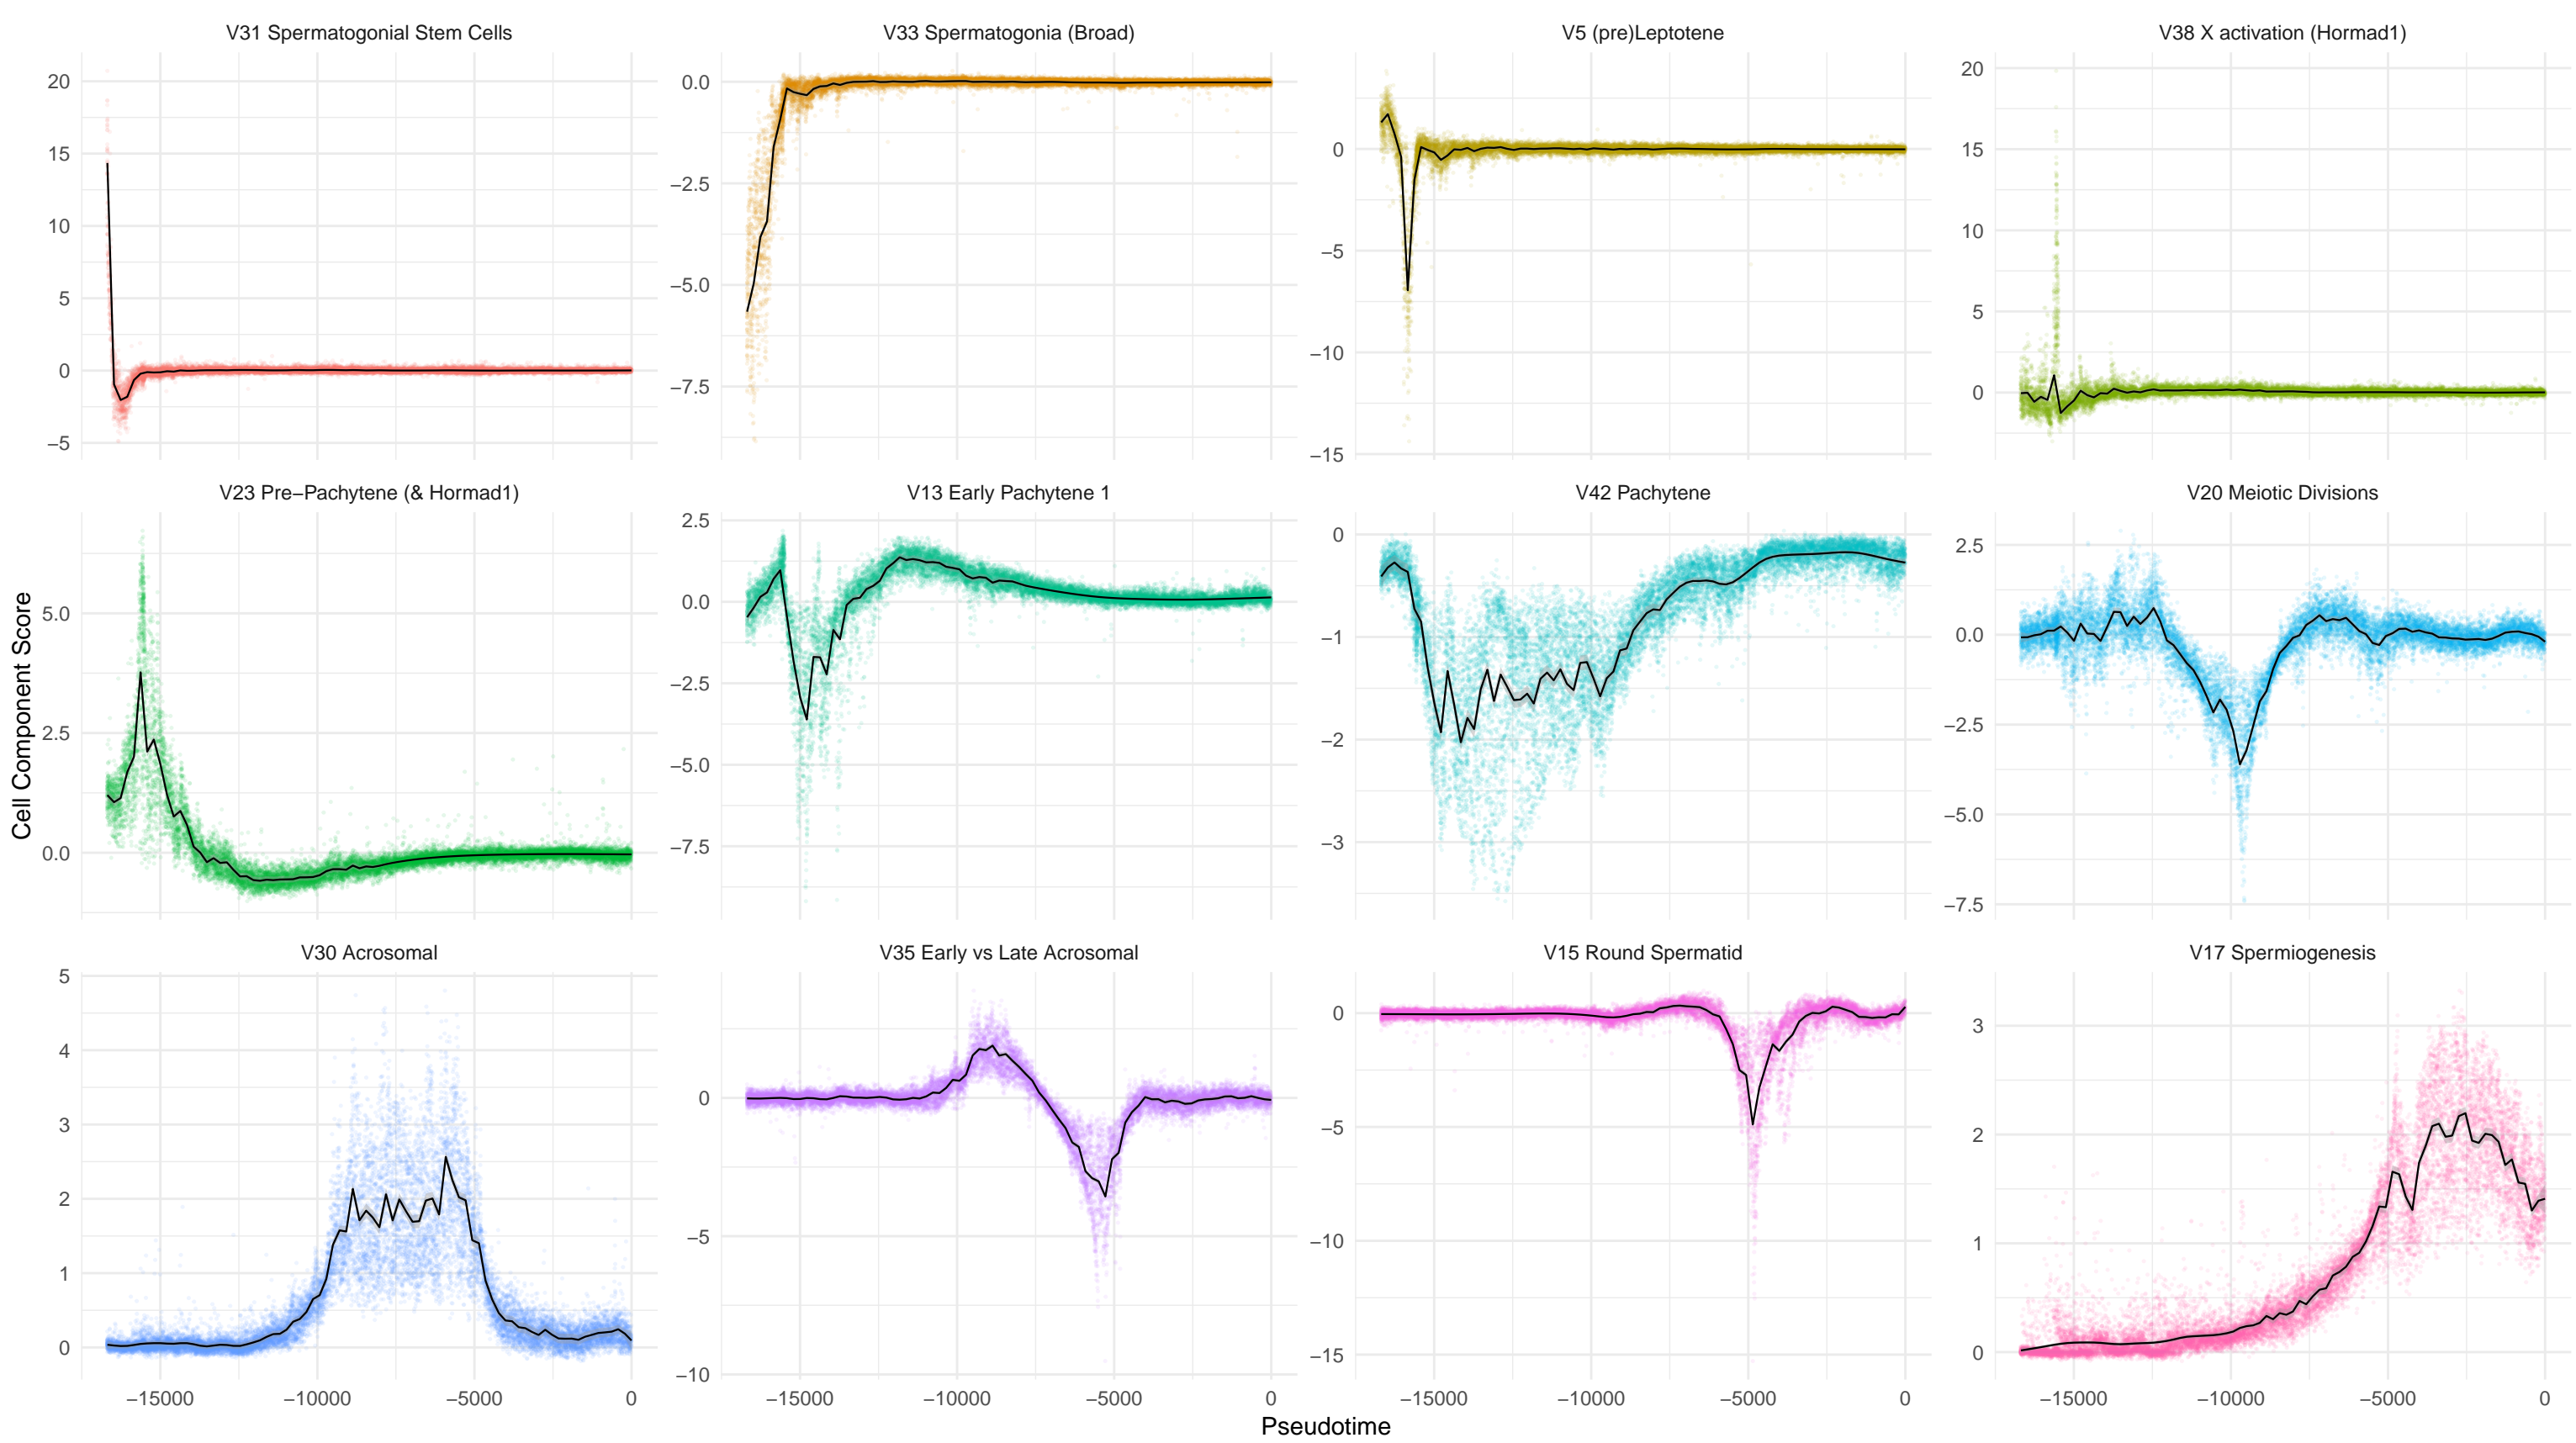 V31 Spermatogonial Stem Cells
V33 Spermatogonia (Broad)
V5 (pre)Leptotene
V38 X activation (Hormad1)
20
15
10
5
0
−5
0.0
−2.5
−5.0
−7.5
0
−5
−10
−15
20
15
10
5
0
V23 Pre−Pachytene (& Hormad1)
V13 Early Pachytene 1
V42 Pachytene
V20 Meiotic Divisions
Cell Component Score
5.0
2.5
0.0
2.5
0.0
−2.5
−5.0
−7.5
0
−1
−2
−3
2.5
0.0
−2.5
−5.0
−7.5
V30 Acrosomal
V35 Early vs Late Acrosomal
V15 Round Spermatid
V17 Spermiogenesis
5
4
3
2
1
0
0
−5
−10
0
−5
−10
−15
3
2
1
0
−15000 −10000 −5000 0
−15000 −10000 −5000 0
−15000 −10000 −5000 0
−15000 −10000 −5000 0
Pseudotime